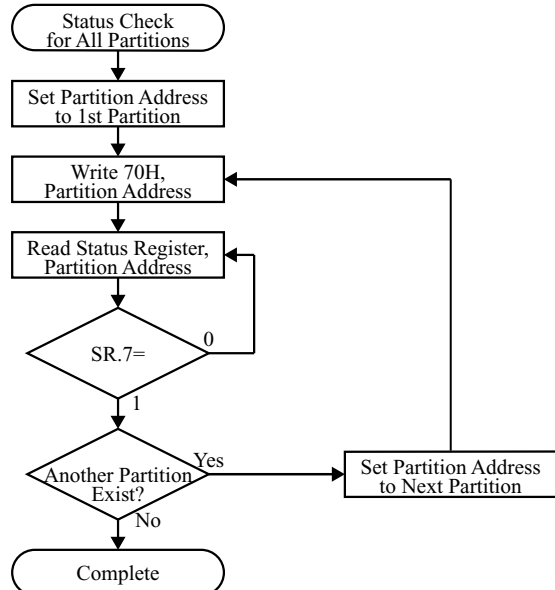 Status Check
for All Partitions
Set Partition Address
to 1st Partition
Write 70H,
Partition Address
Read Status Register,
Partition Address
SR.7=
0
1
Another Partition
Exist?
Yes
Set Partition Address
to Next Partition
No
Complete